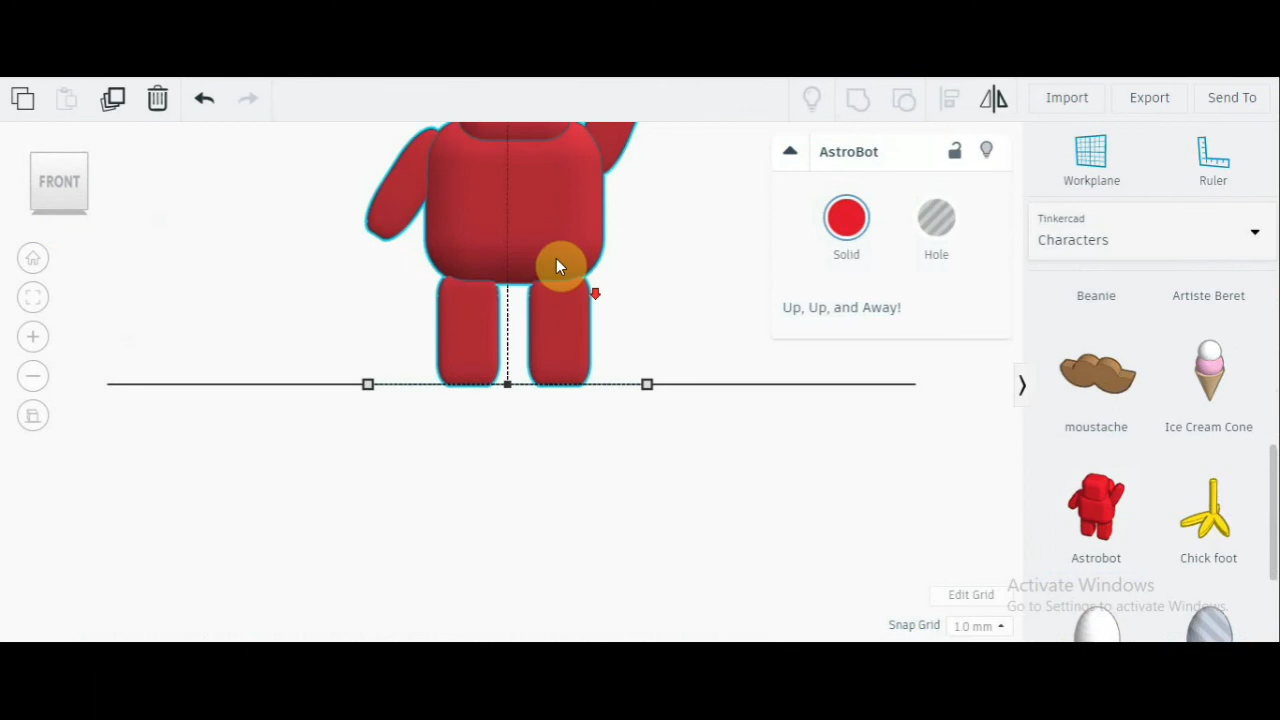 Import
Export
Send To
FRONT
AstroBot
Solid
Hole
Up, Up, and Away!
Workplane
Ruler
Tinkercad
Characters
Beanie
Artiste Beret
moustache
Ice Cream Cone
Astrobot
Chick foot
Activate Windows
Go to Settings to activate Windows.
Edit Grid
Snap Grid
1.0 mm